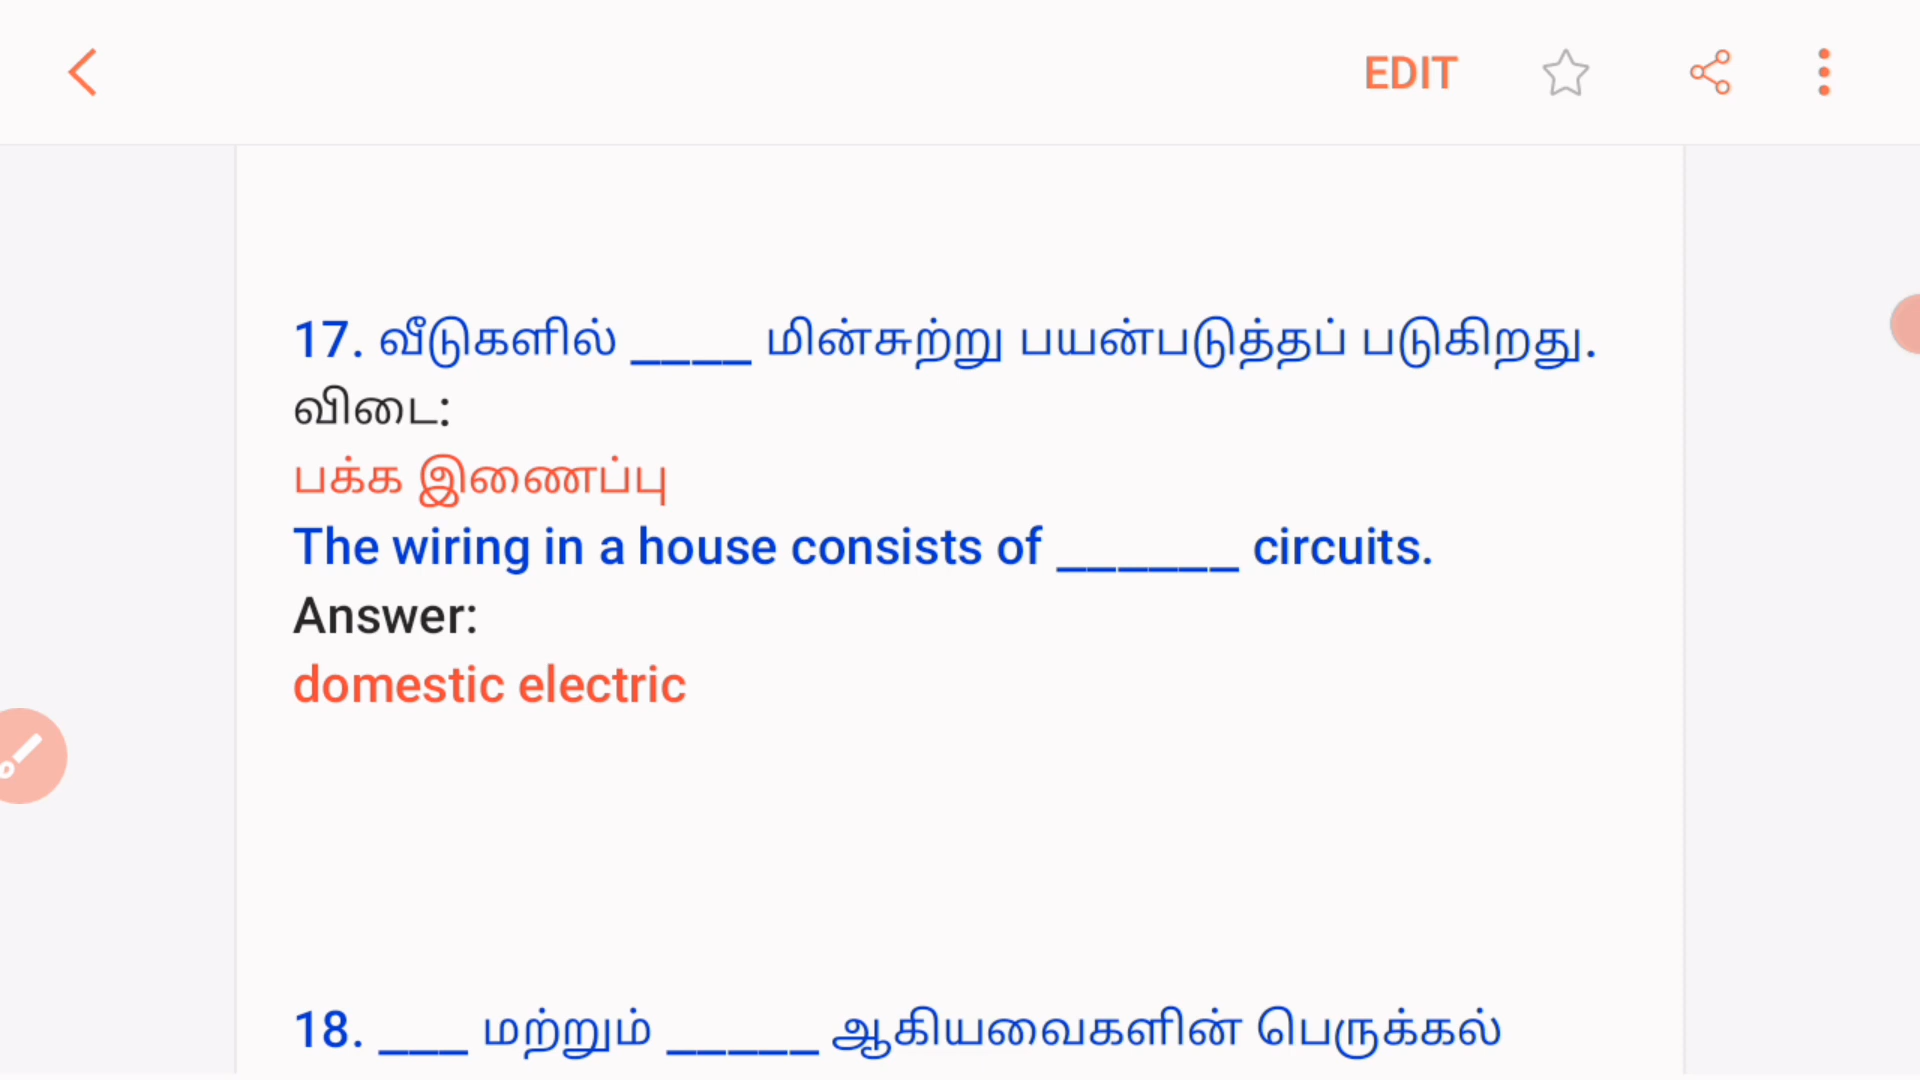 EDIT
17. வீடுகளில் ____ மின்சுற்று பயன்படுத்தப் படுகிறது.
விடை:
பக்க இணைப்பு
The wiring in a house consists of ______ circuits.
Answer:
domestic electric
18. ___ மற்றும் _____ ஆகியவைகளின் பெருக்கல்